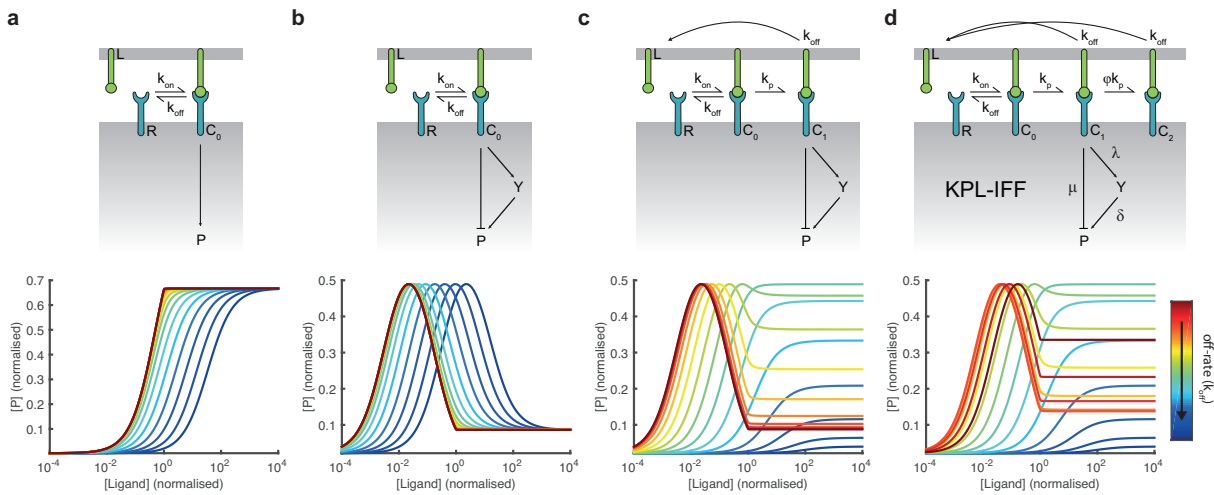 a
L
k_on
k_off
R
C_0
P
0.7
0.6
0.5
0.4
0.3
0.2
0.1
10^-4 10^-2 10^0 10^2 10^4
[P] (normalised)
[Ligand] (normalised)
b
L
k_on
k_off
R
C_0
Y
P
0.5
0.4
0.3
0.2
0.1
10^-4 10^-2 10^0 10^2 10^4
[P] (normalised)
[Ligand] (normalised)
c
k_off
L
k_on k_p
k_off
R
C_0
C_1
Y
P
0.5
0.4
0.3
0.2
0.1
10^-4 10^-2 10^0 10^2 10^4
[P] (normalised)
[Ligand] (normalised)
d
k_off k_off
L
k_on k_p φk_p
k_off
R
C_0
C_1
C_2
λ
KPL-IFF
μ
Y
δ
P
0.5
0.4
0.3
0.2
0.1
10^-4 10^-2 10^0 10^2 10^4
[P] (normalised)
[Ligand] (normalised)
off-rate (k_off)